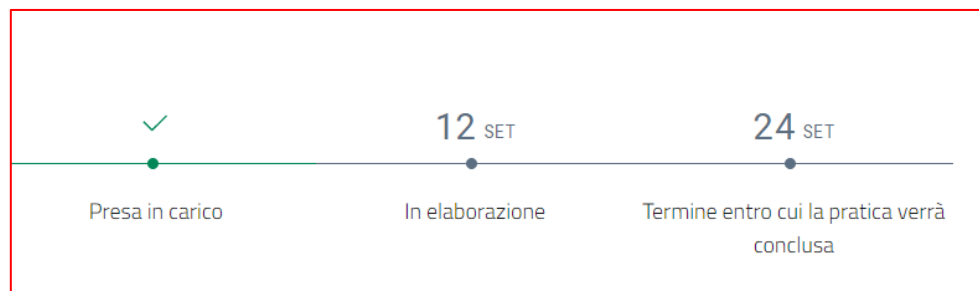 12 SET
24 SET
Presa in carico
In elaborazione
Termine entro cui la pratica verrà
conclusa